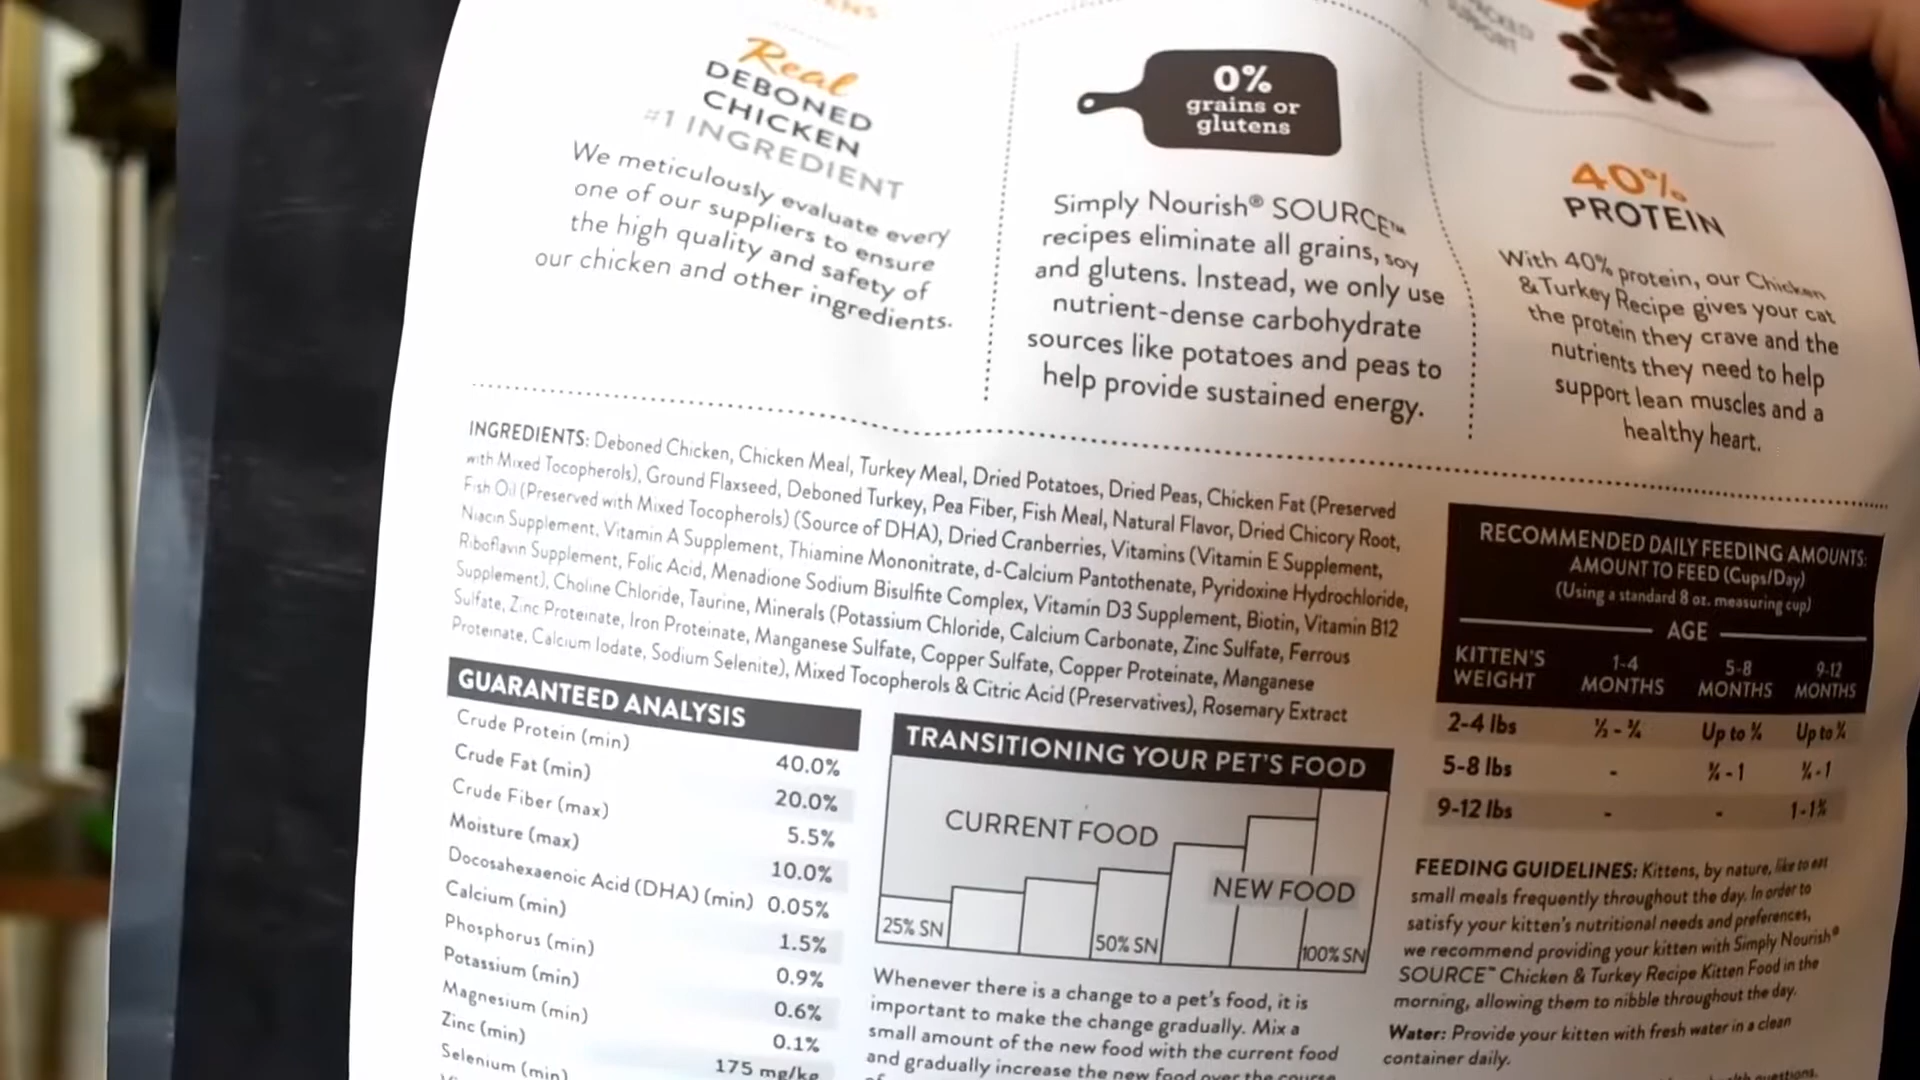 Real
DEBONED
CHICKEN
#1 INGREDIENT
We meticulously evaluate every
one of our suppliers to ensure
the high quality and safety of
our chicken and other ingredients.
0%
grains or
glutens
Simply Nourish® SOURCE™
recipes eliminate all grains, soy
and glutens. Instead, we only use
nutrient-dense carbohydrate
sources like potatoes and peas to
help provide sustained energy.
SUPPORT
40%
PROTEIN
With 40% protein, our Chicken
& Turkey Recipe gives your cat
the protein they crave and the
nutrients they need to help
support lean muscles and a
healthy heart.
INGREDIENTS: Deboned Chicken, Chicken Meal, Turkey Meal, Dried Potatoes, Dried Peas, Chicken Fat (Preserved
with Mixed Tocopherols), Ground Flaxseed, Deboned Turkey, Pea Fiber, Fish Meal, Natural Flavor, Dried Chicory Root,
Fish Oil (Preserved with Mixed Tocopherols) (Source of DHA), Dried Cranberries, Vitamins (Vitamin E Supplement,
Niacin Supplement, Vitamin A Supplement, Thiamine Mononitrate, d-Calcium Pantothenate, Pyridoxine Hydrochloride,
Riboflavin Supplement, Folic Acid, Menadione Sodium Bisulfite Complex, Vitamin D3 Supplement, Biotin, Vitamin B12
Supplement), Choline Chloride, Taurine, Minerals (Potassium Chloride, Calcium Carbonate, Zinc Sulfate, Ferrous
Sulfate, Zinc Proteinate, Iron Proteinate, Manganese Sulfate, Copper Sulfate, Copper Proteinate, Manganese
Proteinate, Calcium Iodate, Sodium Selenite), Mixed Tocopherols & Citric Acid (Preservatives), Rosemary Extract
GUARANTEED ANALYSIS
Crude Protein (min) 40.0%
Crude Fat (min) 20.0%
Crude Fiber (max) 5.5%
Moisture (max) 10.0%
Docosahexaenoic Acid (DHA) (min) 0.05%
Calcium (min) 1.5%
Phosphorus (min) 0.9%
Potassium (min) 0.6%
Magnesium (min) 0.1%
Zinc (min) 175 mg/kg
Selenium (min)
TRANSITIONING YOUR PET'S FOOD
CURRENT FOOD
NEW FOOD
25% SN
50% SN
100% SN
Whenever there is a change to a pet's food, it is
important to make the change gradually. Mix a
small amount of the new food with the current food
and gradually increase the new food over the course
RECOMMENDED DAILY FEEDING AMOUNTS:
AMOUNT TO FEED (Cups/Day)
(Using a standard 8 oz. measuring cup)
AGE
KITTEN'S WEIGHT 1-4 MONTHS 5-8 MONTHS 9-12 MONTHS
2-4 lbs Up to Up to
5-8 lbs - -1 -1
9-12 lbs - -
FEEDING GUIDELINES: Kittens, by nature, like to eat
small meals frequently throughout the day. In order to
satisfy your kitten's nutritional needs and preferences,
we recommend providing your kitten with Simply Nourish®
SOURCE™ Chicken & Turkey Recipe Kitten Food in the
morning, allowing them to nibble throughout the day.
Water: Provide your kitten with fresh water in a clean
container daily.
questions.